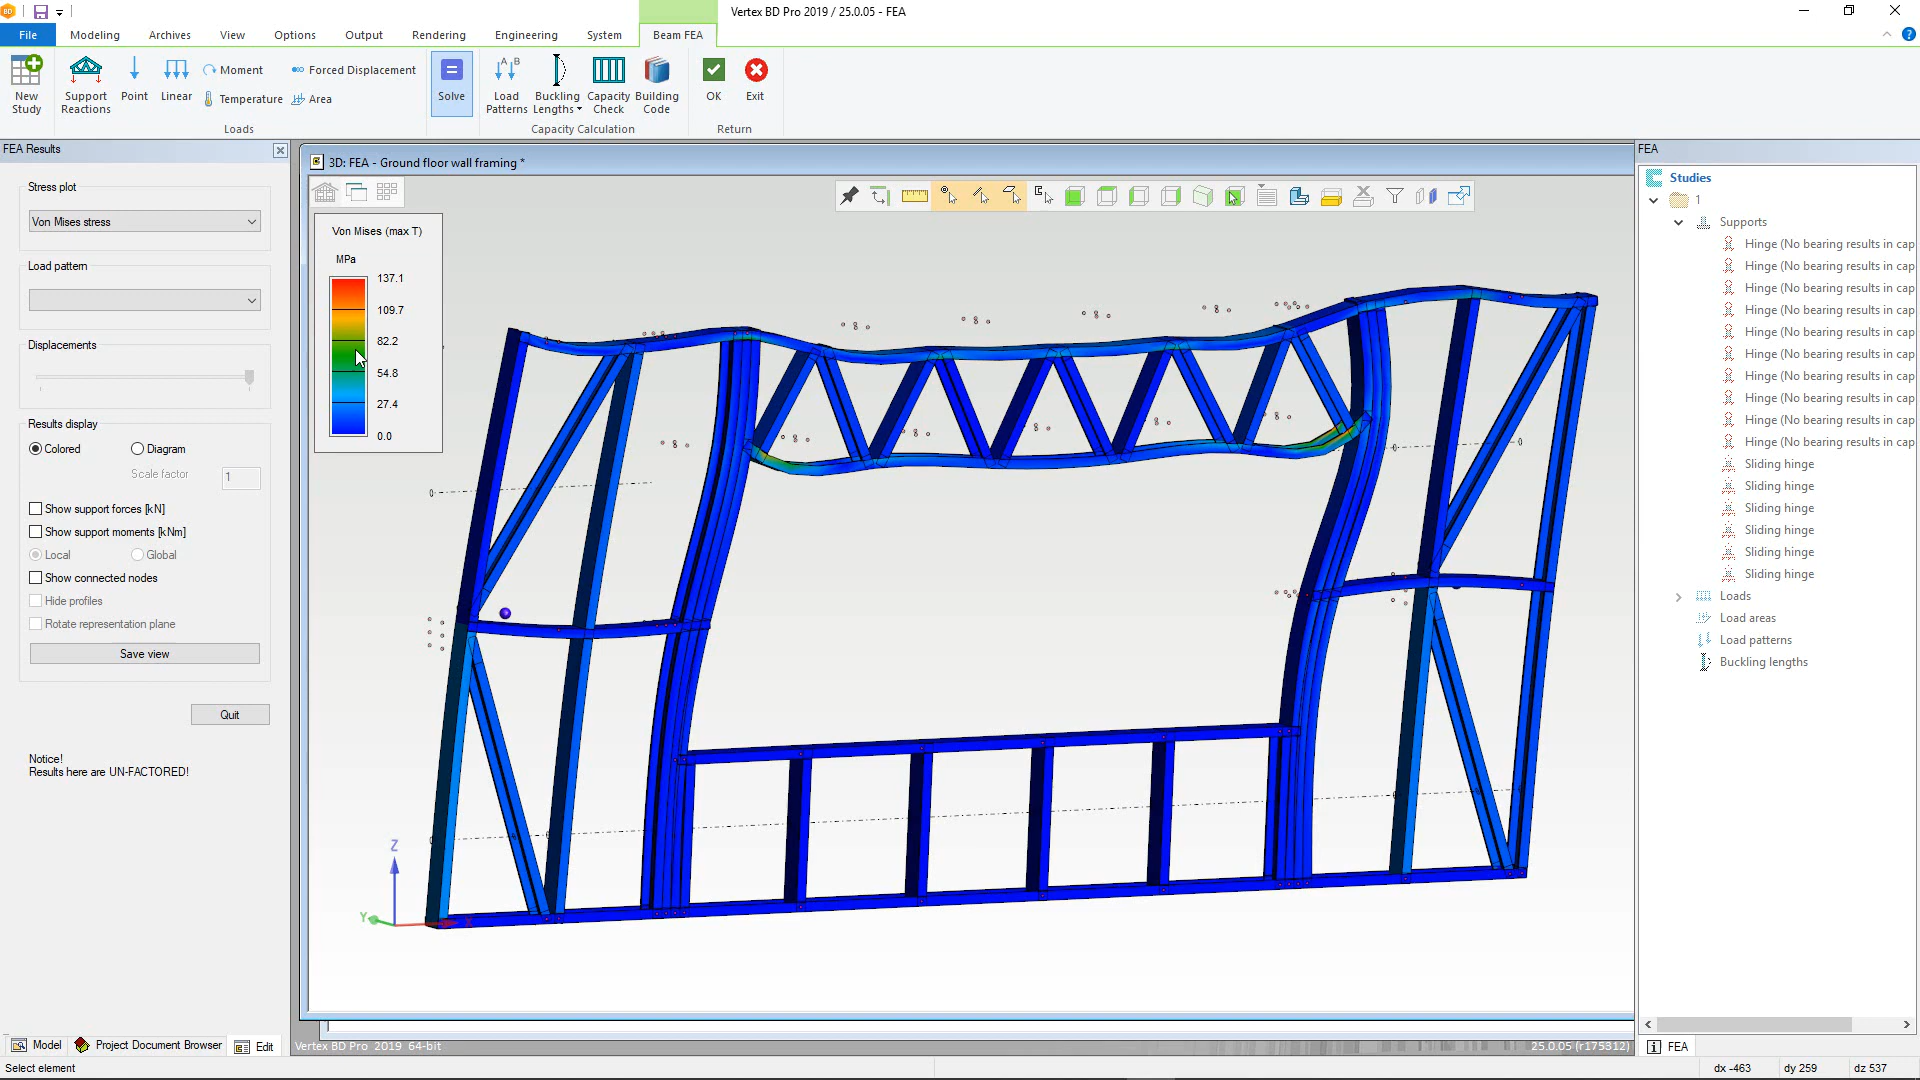 BD
Vertex BD Pro 2019 / 25.0.05 - FEA
File Modeling Archives View Options Output Rendering Engineering System Beam FEA
New Study
Support Reactions
Point
Linear
Moment
Temperature
Forced Displacement
Area
Solve
Load Patterns
Buckling Lengths
Capacity Check
Building Code
OK
Exit
Loads
Capacity Calculation
Return
FEA Results
Stress plot
Von Mises stress
Load pattern
Displacements
Results display
Colored Diagram
Scale factor 1
Show support forces [kN]
Show support moments [kNm]
Local Global
Show connected nodes
Hide profiles
Rotate representation plane
Save view
Quit
Notice!
Results here are UN-FACTORED!
3D: FEA - Ground floor wall framing *
Von Mises (max T)
MPa
137.1
109.7
82.2
54.8
27.4
0.0
Z
Y
X
FEA
Studies
1
Supports
Hinge (No bearing results in cap
Hinge (No bearing results in cap
Hinge (No bearing results in cap
Hinge (No bearing results in cap
Hinge (No bearing results in cap
Hinge (No bearing results in cap
Hinge (No bearing results in cap
Hinge (No bearing results in cap
Hinge (No bearing results in cap
Hinge (No bearing results in cap
Sliding hinge
Sliding hinge
Sliding hinge
Sliding hinge
Sliding hinge
Sliding hinge
Loads
Load areas
Load patterns
Buckling lengths
Model Project Document Browser Edit
Vertex BD Pro 2019 64-bit
25.0.05 (r175312)
FEA
Select element
dx -463 dy 259 dz 537